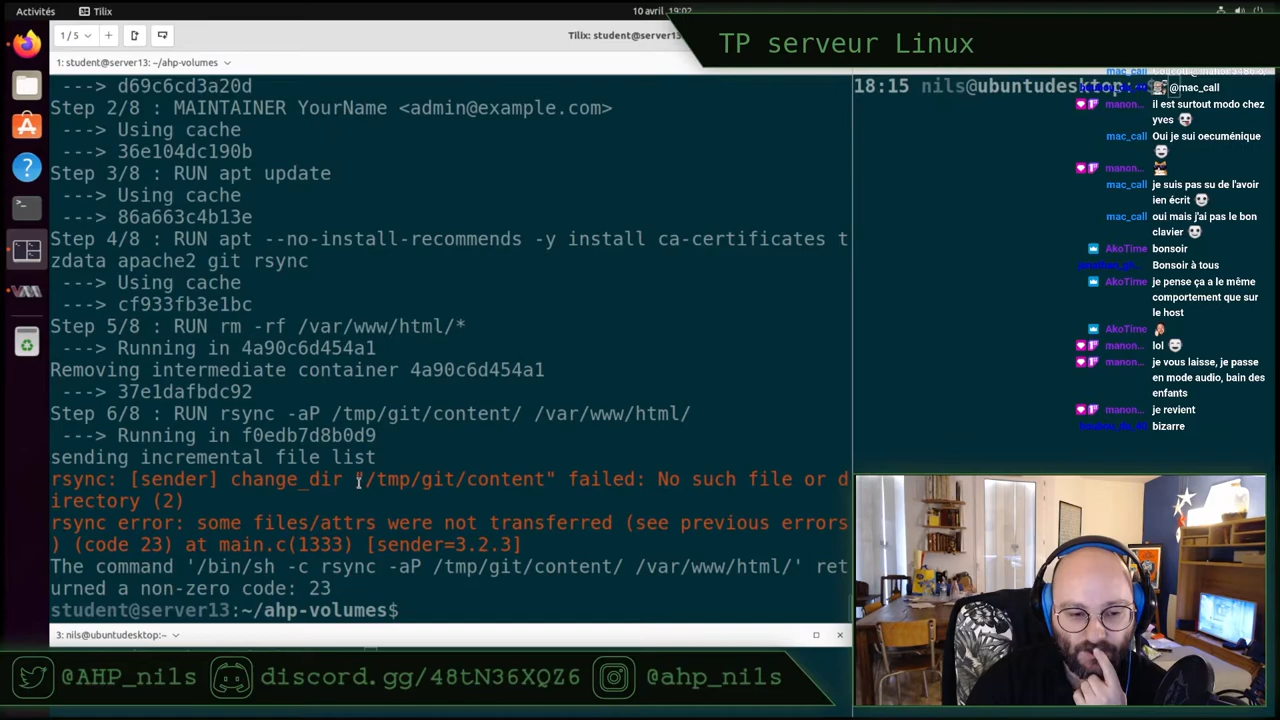 Activités
Tilix
10 avril 19:02
TP serveur Linux
1 / 5
Tilix: student@server13
1: student@server13: ~/ahp-volumes
---> d69c6cd3a20d
Step 2/8 : MAINTAINER YourName <admin@example.com>
---> Using cache
---> 36e104dc190b
Step 3/8 : RUN apt update
---> Using cache
---> 86a663c4b13e
Step 4/8 : RUN apt --no-install-recommends -y install ca-certificates t
zdata apache2 git rsync
---> Using cache
---> cf933fb3e1bc
Step 5/8 : RUN rm -rf /var/www/html/*
---> Running in 4a90c6d454a1
Removing intermediate container 4a90c6d454a1
---> 37e1dafbdc92
Step 6/8 : RUN rsync -aP /tmp/git/content/ /var/www/html/
---> Running in f0edb7d8b0d9
sending incremental file list
rsync: [sender] change_dir "/tmp/git/content" failed: No such file or d
irectory (2)
rsync error: some files/attrs were not transferred (see previous errors
) (code 23) at main.c(1333) [sender=3.2.3]
The command '/bin/sh -c rsync -aP /tmp/git/content/ /var/www/html/' ret
urned a non-zero code: 23
student@server13:~/ahp-volumes$
3: nils@ubuntudesktop:~
18:15 nils@ubuntudesktop:
mac_call
@mac_call
manon... il est surtout modo chez
yves
mac_call Oui je sui oecuménique
manon...
mac_call je suis pas su de l'avoir
ien écrit
mac_call oui mais j'ai pas le bon
clavier
AkoTime bonsoir
Bonsoir à tous
AkoTime je pense ça a le même
comportement que sur
le host
AkoTime
manon... lol
manon... je vous laisse, je passe
en mode audio, bain des
enfants
manon... je revient
bizarre
@AHP_nils
discord.gg/48tN36XQZ6
@ahp_nils